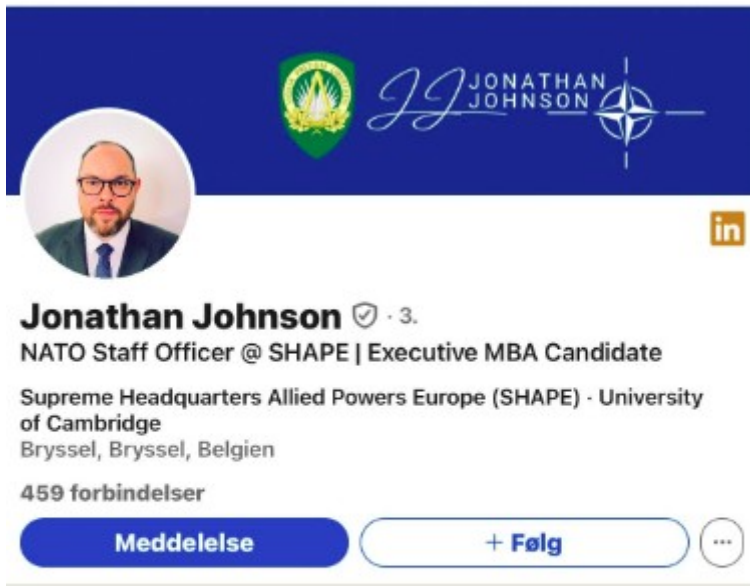 JJ JONATHAN
JOHNSON
in
Jonathan Johnson · 3.
NATO Staff Officer @ SHAPE | Executive MBA Candidate
Supreme Headquarters Allied Powers Europe (SHAPE) · University
of Cambridge
Bryssel, Bryssel, Belgien
459 forbindelser
Meddelelse
+ Følg